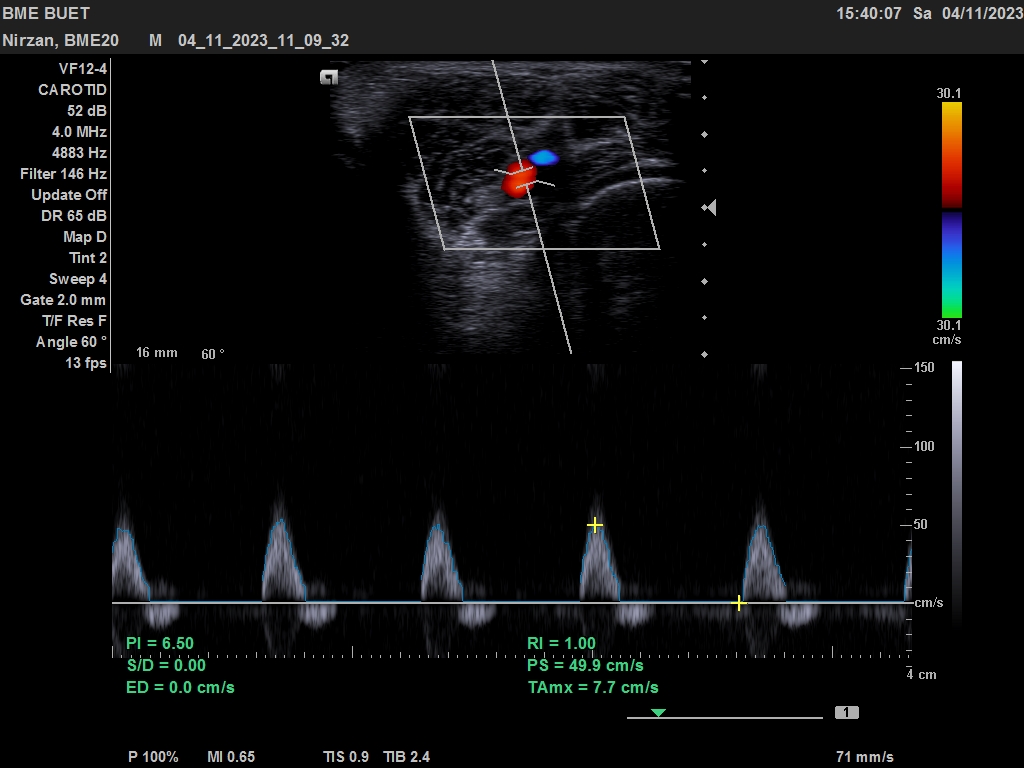 BME BUET 15:40:07 Sa 04/11/2023
Nirzan, BME20 M 04_11_2023_11_09_32
VF12-4
CAROTID
52 dB
4.0 MHz
4883 Hz
Filter 146 Hz
Update Off
DR 65 dB
Map D
Tint 2
Sweep 4
Gate 2.0 mm
T/F Res F
Angle 60 °
13 fps
16 mm 60 °
30.1
30.1
cm/s
150
100
50
cm/s
4 cm
PI = 6.50
S/D = 0.00
ED = 0.0 cm/s
RI = 1.00
PS = 49.9 cm/s
TAmx = 7.7 cm/s
1
P 100% MI 0.65 TIS 0.9 TIB 2.4 71 mm/s